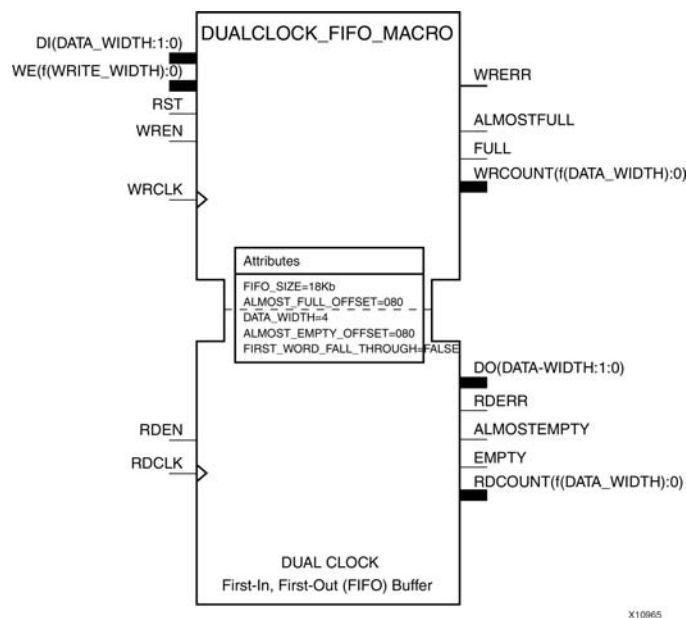 DUALCLOCK_FIFO_MACRO
DI(DATA_WIDTH:1:0)
WE(f(WRITE_WIDTH):0)
RST
WREN
WRCLK
WRERR
ALMOSTFULL
FULL
WRCOUNT(f(DATA_WIDTH):0)
Attributes
FIFO_SIZE=18Kb
ALMOST_FULL_OFFSET=080
DATA_WIDTH=4
ALMOST_EMPTY_OFFSET=080
FIRST_WORD_FALL_THROUGH=FALSE
RDEN
RDCLK
DO(DATA-WIDTH:1:0)
RDERR
ALMOSTEMPTY
EMPTY
RDCOUNT(f(DATA_WIDTH):0)
DUAL CLOCK
First-In, First-Out (FIFO) Buffer
X10965